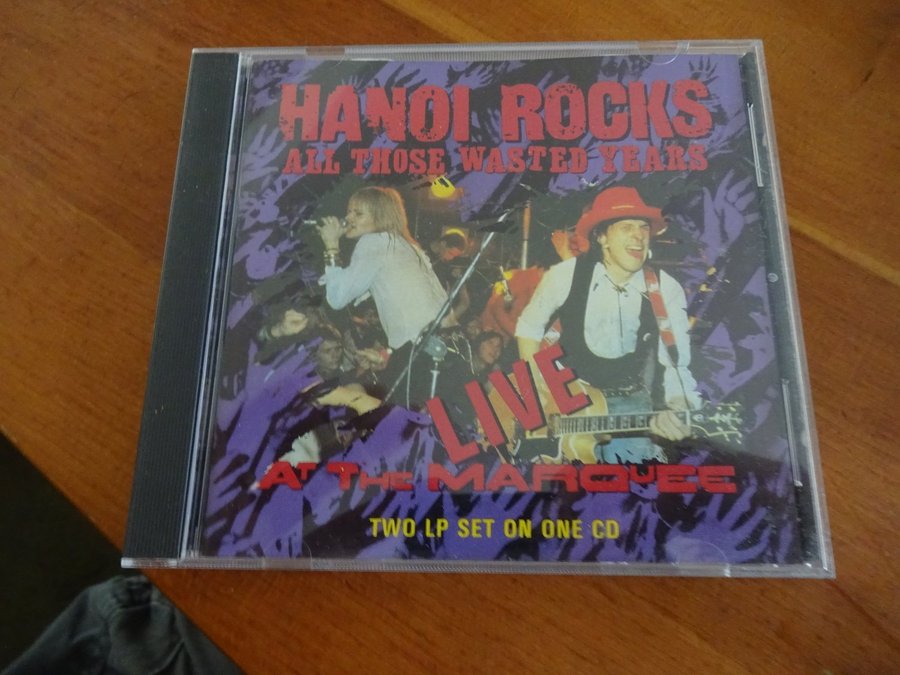 HANOI ROCKS
ALL THOSE WASTED YEARS
LIVE
AT THE MARQUEE
TWO LP SET ON ONE CD